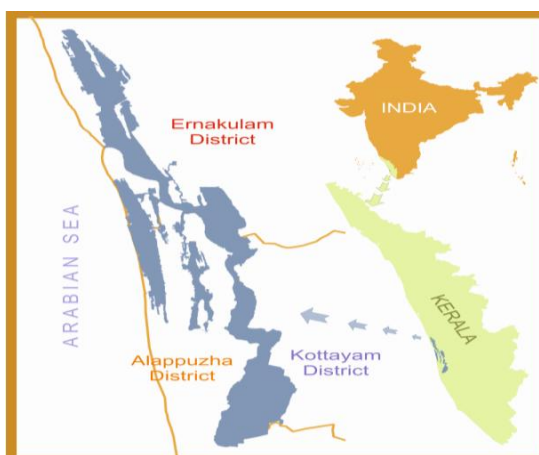 Ernakulam
District
INDIA
ARABIAN SEA
KERALA
Alappuzha
District
Kottayam
District